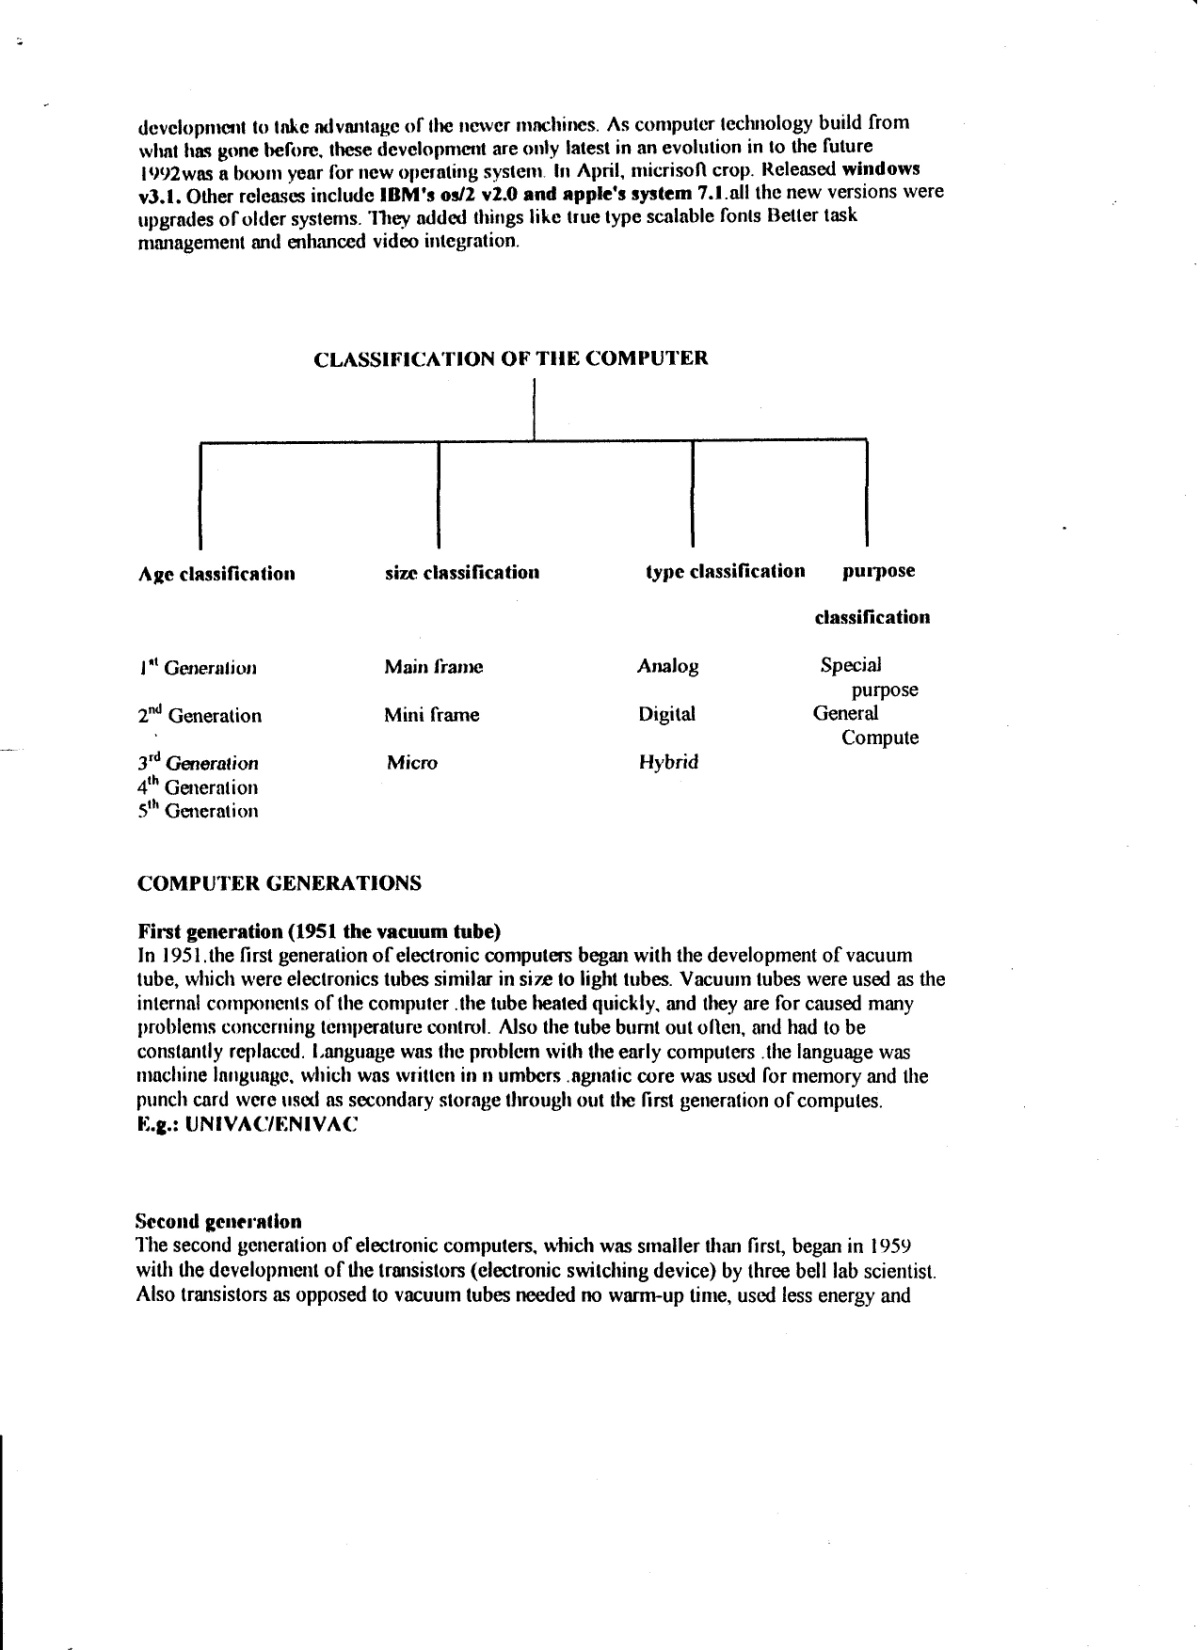 development to take advantage of the newer machines. As computer technology build from
what has gone before, these development are only latest in an evolution in to the future
1992was a boom year for new operating system. In April, micrisoft crop. Released windows
v3.1. Other releases include IBM's os/2 v2.0 and apple's system 7.1.all the new versions were
upgrades of older systems. They added things like true type scalable fonts Better task
management and enhanced video integration.
CLASSIFICATION OF THE COMPUTER
Age classification size classification type classification purpose
classification
1st Generation Main frame Analog Special
purpose
2nd Generation Mini frame Digital General
Compute
3rd Generation Micro Hybrid
4th Generation
5th Generation
COMPUTER GENERATIONS
First generation (1951 the vacuum tube)
In 1951.the first generation of electronic computers began with the development of vacuum
tube, which were electronics tubes similar in size to light tubes. Vacuum tubes were used as the
internal components of the computer .the tube heated quickly, and they are for caused many
problems concerning temperature control. Also the tube burnt out often, and had to be
constantly replaced. Language was the problem with the early computers .the language was
machine language, which was written in n umbers .agnatic core was used for memory and the
punch card were used as secondary storage through out the first generation of computes.
E.g.: UNIVAC/ENIVAC
Second generation
The second generation of electronic computers, which was smaller than first, began in 1959
with the development of the transistors (electronic switching device) by three bell lab scientist.
Also transistors as opposed to vacuum tubes needed no warm-up time, used less energy and